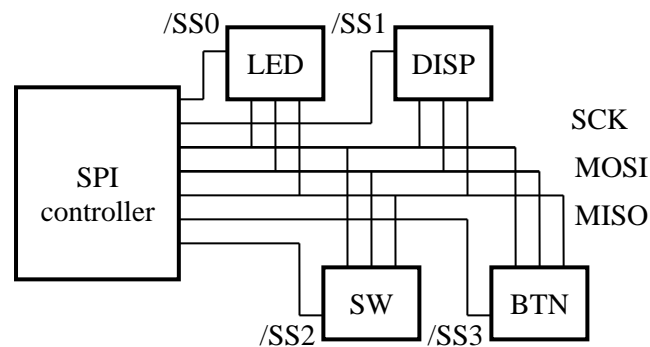 /SS0
/SS1
LED
DISP
SCK
SPI
controller
MOSI
MISO
SW
BTN
/SS2
/SS3